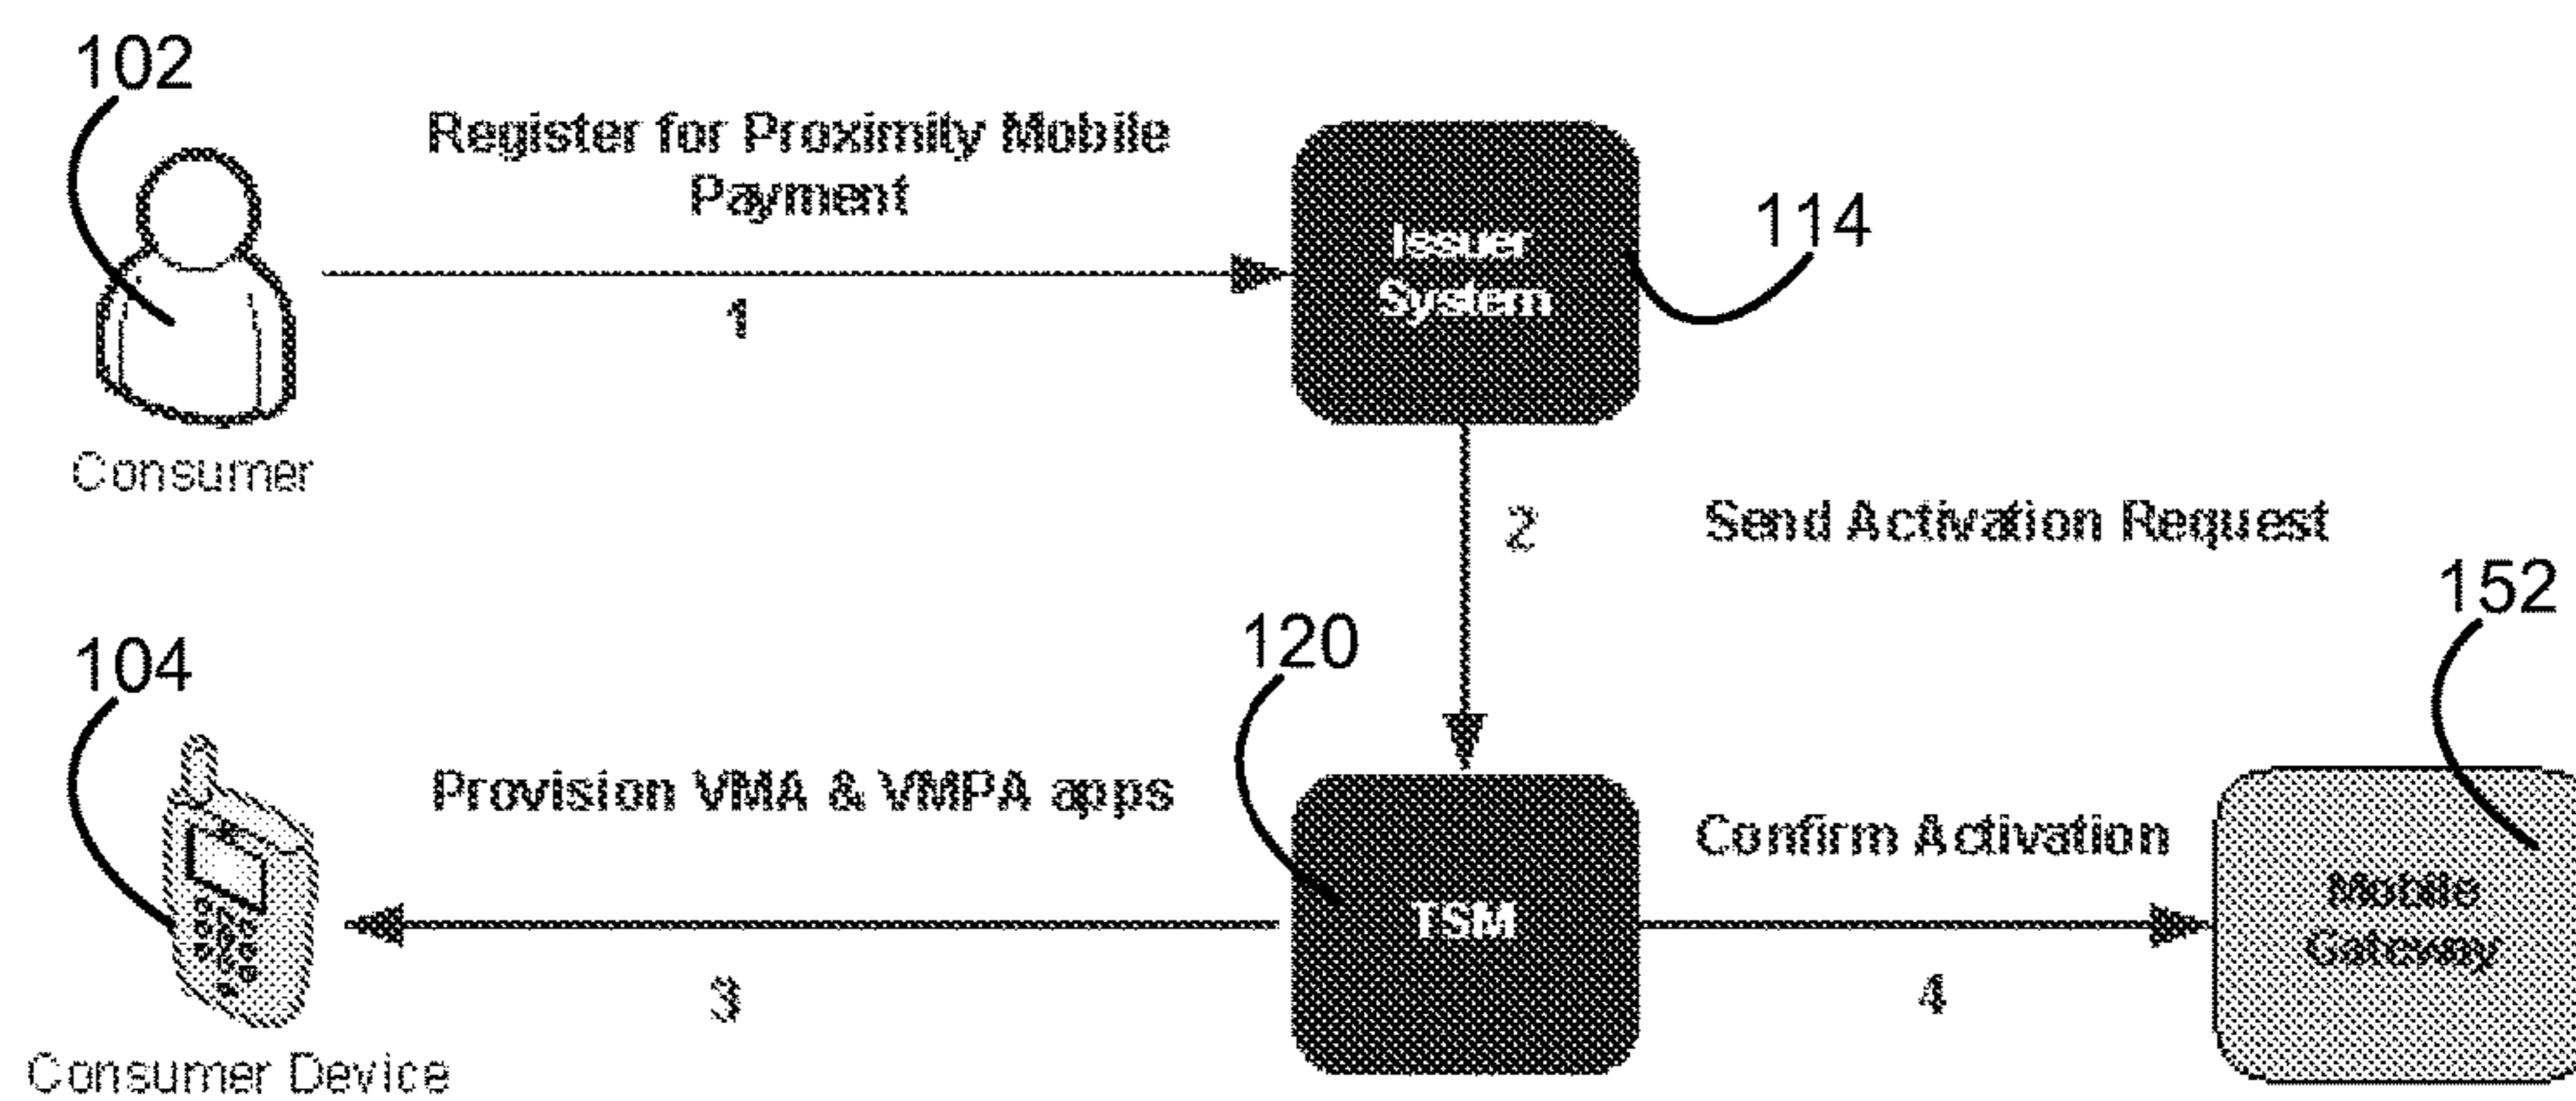 102
Register for Proximity Mobile
Payment
Issuer
System
114
1
Consumer
2
Send Activation Request
152
120
104
Provision VMA & VMPA apps
Confirm Activation
Mobile
Gateway
TSM
3
4
Consumer Device